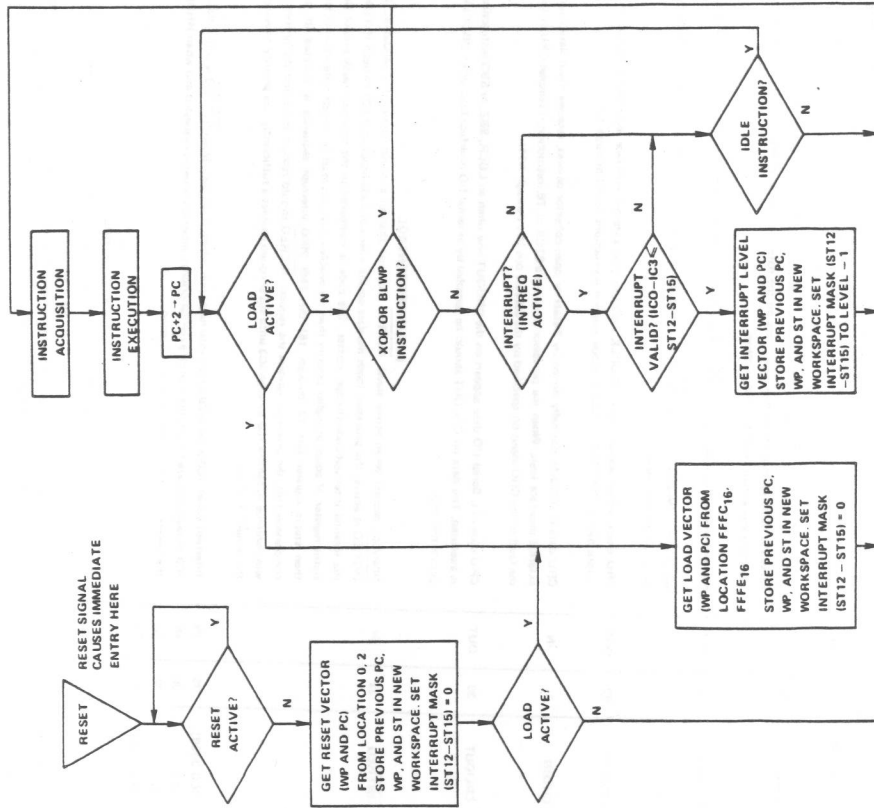 RESET
RESET SIGNAL
CAUSES IMMEDIATE
ENTRY HERE
RESET
ACTIVE?
Y
N
GET RESET VECTOR
(WP AND PC)
FROM LOCATION 0, 2
STORE PREVIOUS PC,
WP, AND ST IN NEW
WORKSPACE. SET
INTERRUPT MASK
(ST12-ST15) = 0
LOAD
ACTIVE?
Y
N
GET LOAD VECTOR
(WP AND PC) FROM
LOCATION FFFC16,
FFFE16
STORE PREVIOUS PC,
WP, AND ST IN NEW
WORKSPACE. SET
INTERRUPT MASK
(ST12 – ST15) = 0
INSTRUCTION
ACQUISITION
INSTRUCTION
EXECUTION
PC+2 → PC
LOAD
ACTIVE?
Y
N
XOP OR BLWP
INSTRUCTION?
Y
N
INTERRUPT?
(INTREQ
ACTIVE)
N
Y
INTERRUPT
VALID? (IC0–IC3⩽
ST12–ST15)
N
Y
GET INTERRUPT LEVEL
VECTOR (WP AND PC)
STORE PREVIOUS PC,
WP, AND ST IN NEW
WORKSPACE. SET
INTERRUPT MASK (ST12
-ST15) TO LEVEL – 1
IDLE
INSTRUCTION?
Y
N